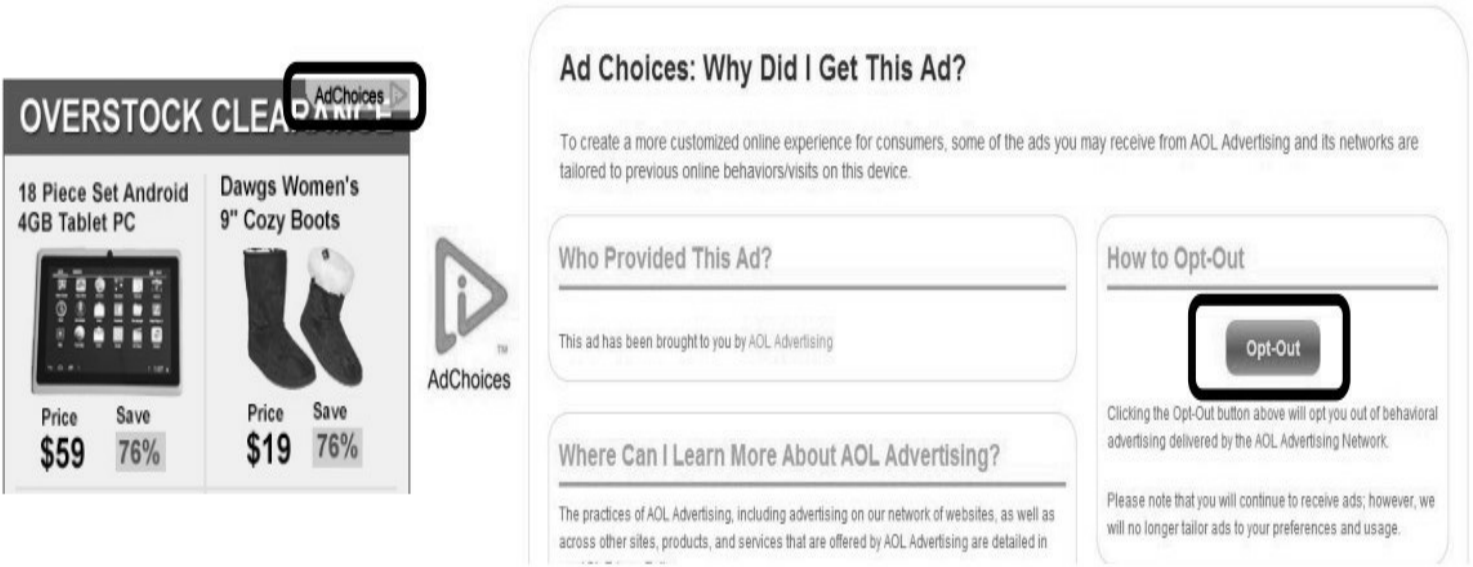 AdChoices
OVERSTOCK CLEARANCE
18 Piece Set Android
4GB Tablet PC
Price
$59
Save
76%
Dawgs Women's
9" Cozy Boots
Price
$19
Save
76%
i
TM
AdChoices
Ad Choices: Why Did I Get This Ad?
To create a more customized online experience for consumers, some of the ads you may receive from AOL Advertising and its networks are
tailored to previous online behaviors/visits on this device.
Who Provided This Ad?
This ad has been brought to you by AOL Advertising
Where Can I Learn More About AOL Advertising?
The practices of AOL Advertising, including advertising on our network of websites, as well as
across other sites, products, and services that are offered by AOL Advertising are detailed in
How to Opt-Out
Opt-Out
Clicking the Opt-Out button above will opt you out of behavioral
advertising delivered by the AOL Advertising Network.
Please note that you will continue to receive ads; however, we
will no longer tailor ads to your preferences and usage.